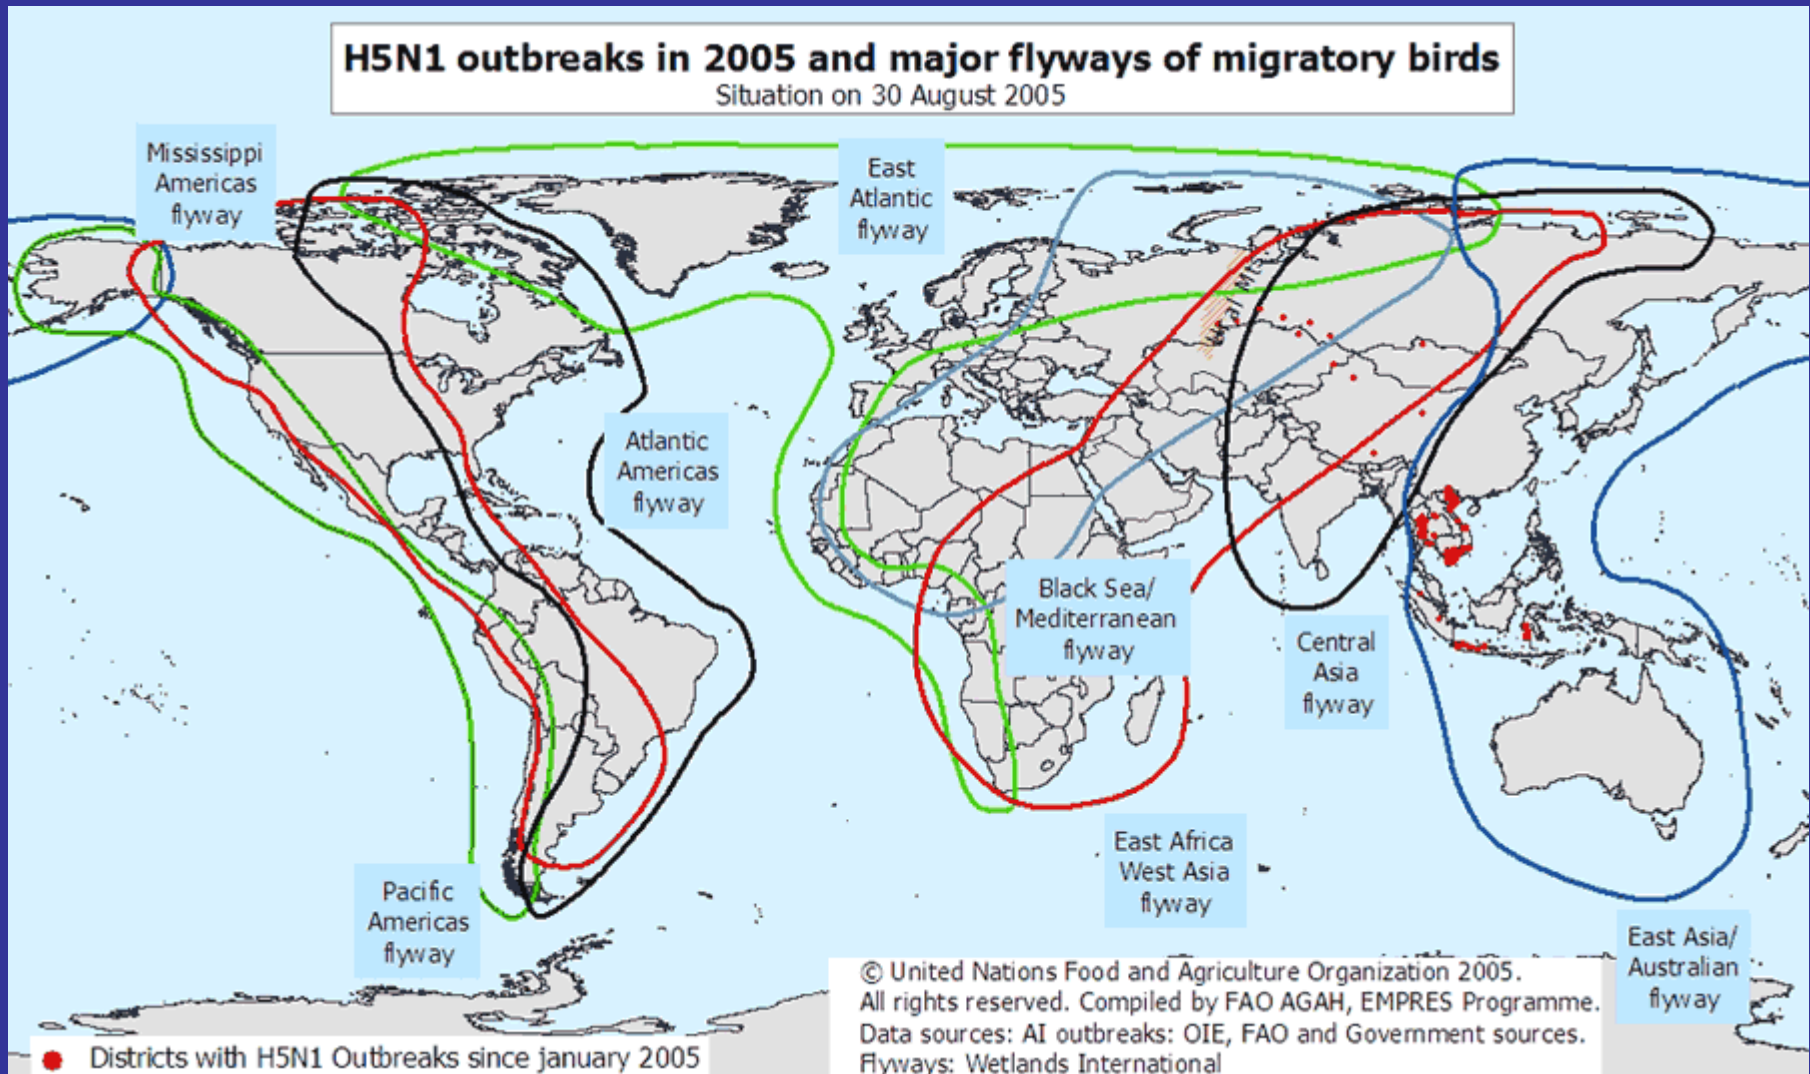 H5N1 outbreaks in 2005 and major flyways of migratory birds
Situation on 30 August 2005
Mississippi
Americas
flyway
East
Atlantic
flyway
Ural Mt
Atlantic
Americas
flyway
Black Sea/
Mediterranean
flyway
Central
Asia
flyway
East Africa
West Asia
flyway
Pacific
Americas
flyway
East Asia/
Australian
flyway
© United Nations Food and Agriculture Organization 2005.
All rights reserved. Compiled by FAO AGAH, EMPRES Programme.
Data sources: AI outbreaks: OIE, FAO and Government sources.
Flyways: Wetlands International
Districts with H5N1 Outbreaks since january 2005